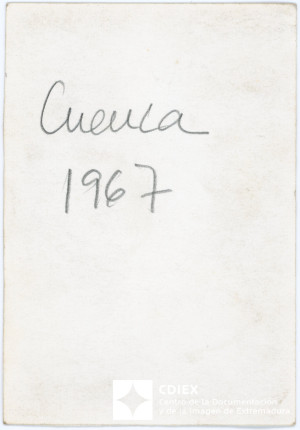 Cuenca
1967
CDIEX
Centro de la Documentación
y de la Imagen de Extremadura